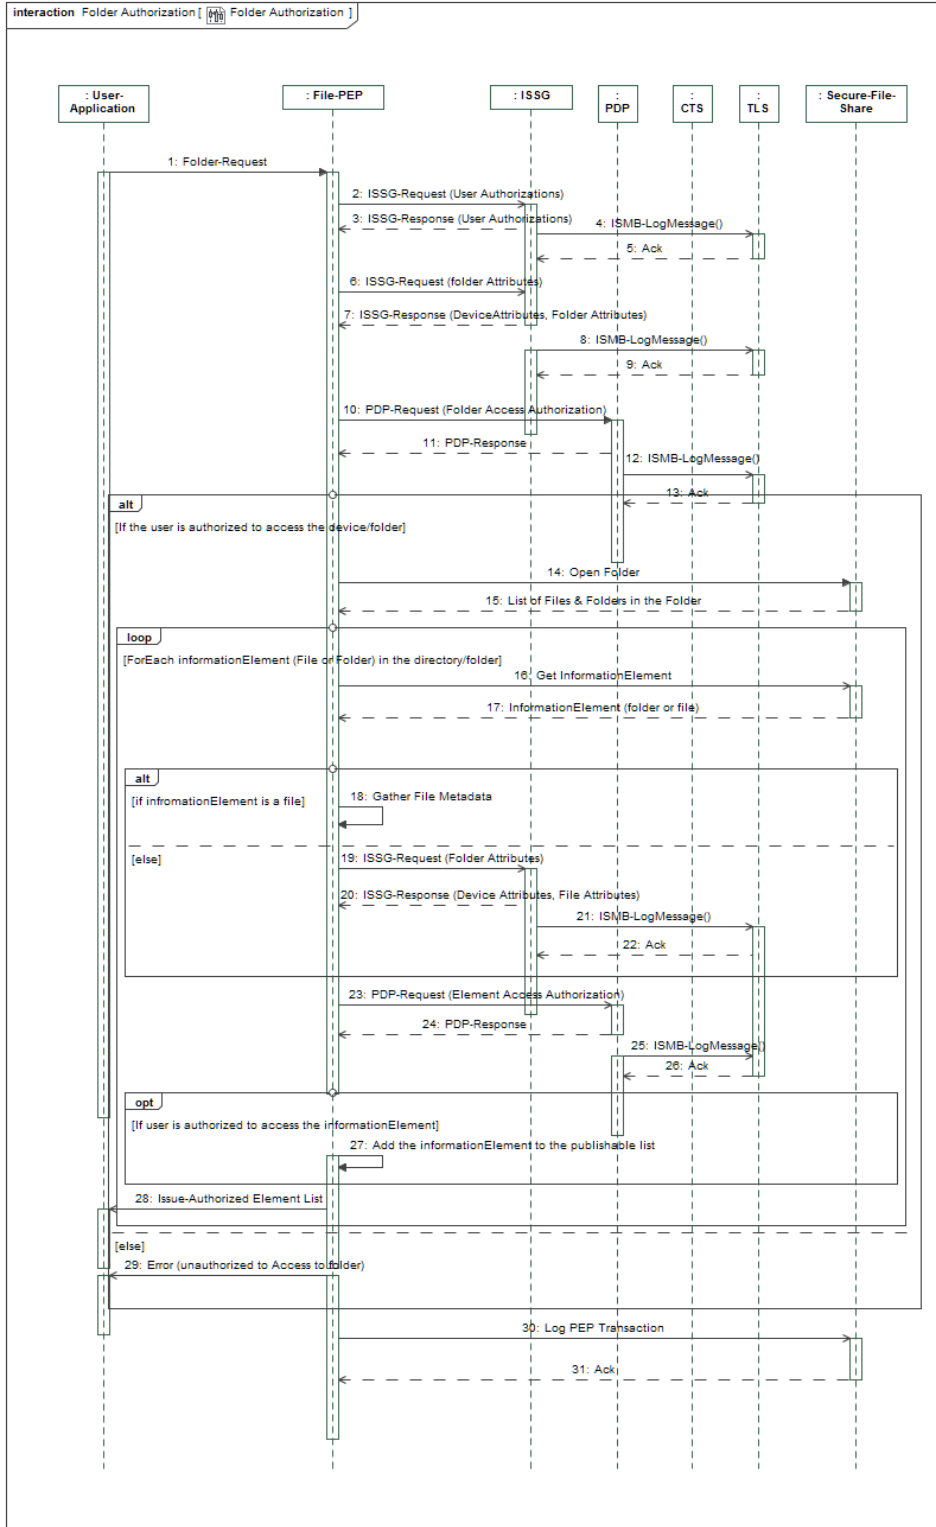 interaction Folder Authorization [ Folder Authorization ]
: User-
Application
: File-PEP
: ISSG
:
PDP
:
CTS
:
TLS
: Secure-File-
Share
1: Folder-Request
2: ISSG-Request (User Authorizations)
3: ISSG-Response (User Authorizations)
4: ISMB-LogMessage()
5: Ack
6: ISSG-Request (folder Attributes)
7: ISSG-Response (DeviceAttributes, Folder Attributes)
8: ISMB-LogMessage()
9: Ack
10: PDP-Request (Folder Access Authorization)
11: PDP-Response
12: ISMB-LogMessage()
13: Ack
alt
[If the user is authorized to access the device/folder]
14: Open Folder
15: List of Files & Folders in the Folder
loop
[ForEach informationElement (File or Folder) in the directory/folder]
16: Get InformationElement
17: InformationElement (folder or file)
alt
[if infromationElement is a file]
18: Gather File Metadata
[else]
19: ISSG-Request (Folder Attributes)
20: ISSG-Response (Device Attributes, File Attributes)
21: ISMB-LogMessage()
22: Ack
23: PDP-Request (Element Access Authorization)
24: PDP-Response
25: ISMB-LogMessage()
26: Ack
opt
[If user is authorized to access the informationElement]
27: Add the informationElement to the publishable list
28: Issue-Authorized Element List
[else]
29: Error (unauthorized to Access to folder)
30: Log PEP Transaction
31: Ack